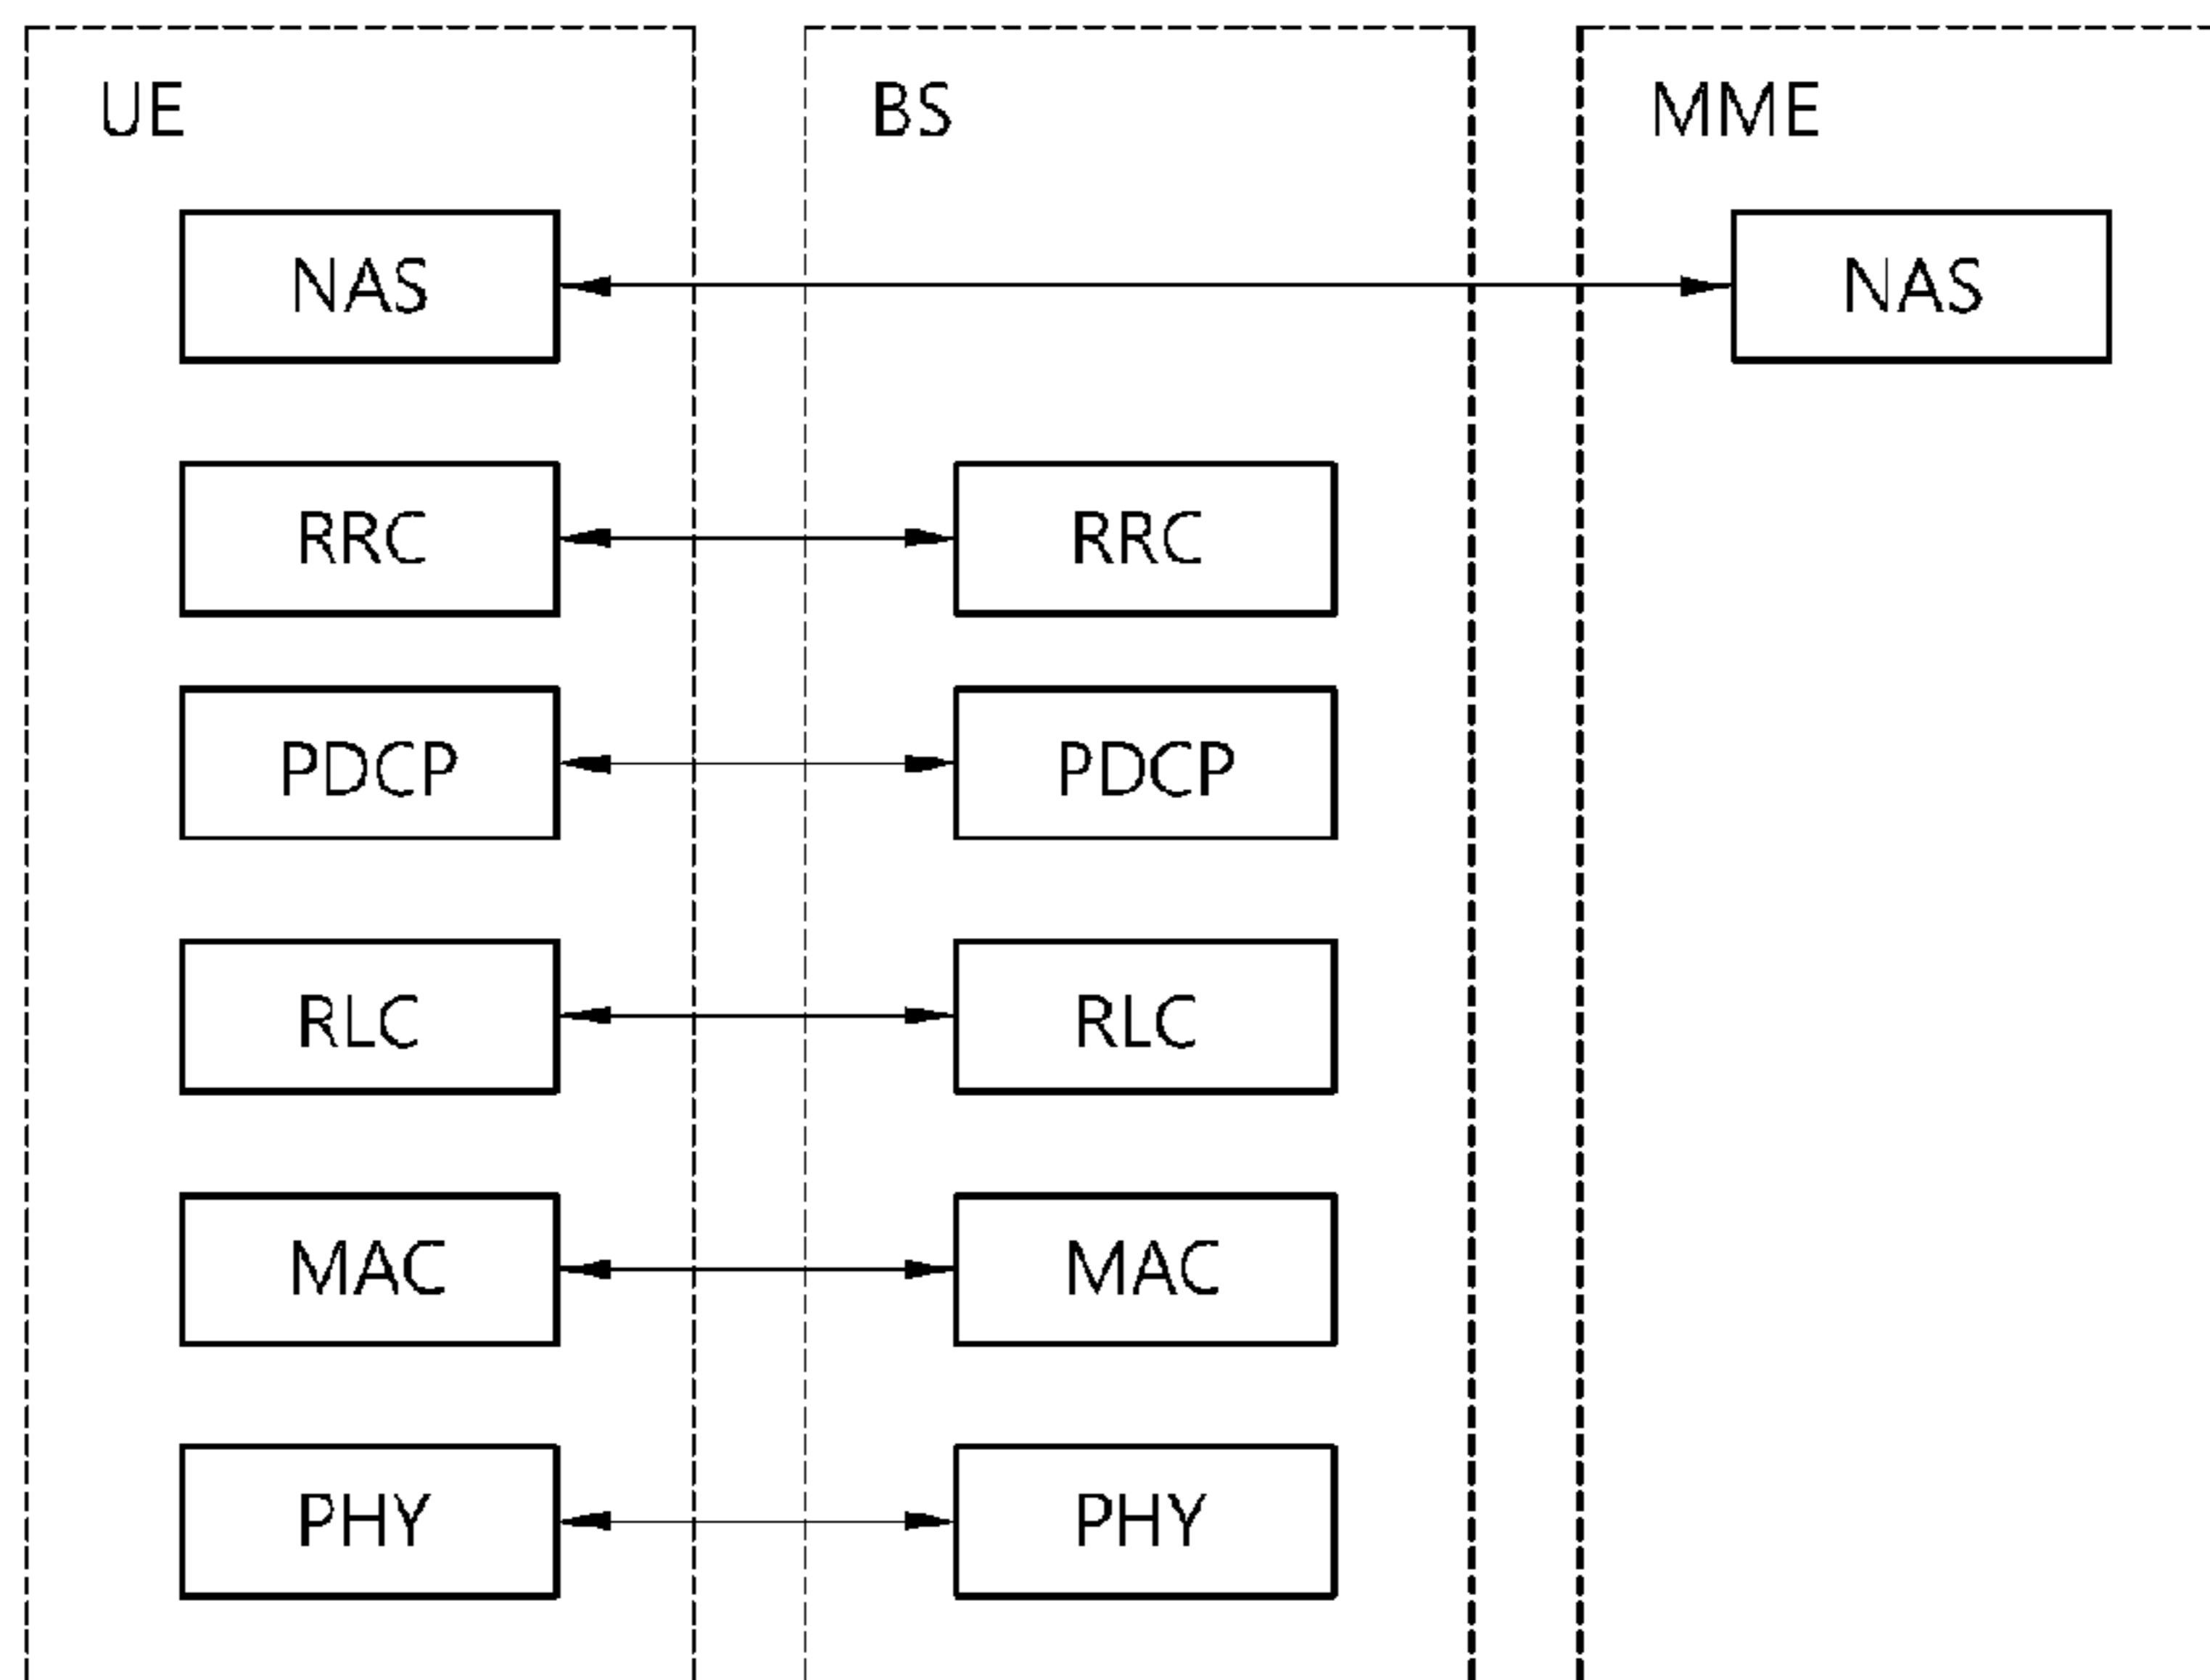 UE BS MME
NAS NAS
RRC RRC
PDCP PDCP
RLC RLC
MAC MAC
PHY PHY